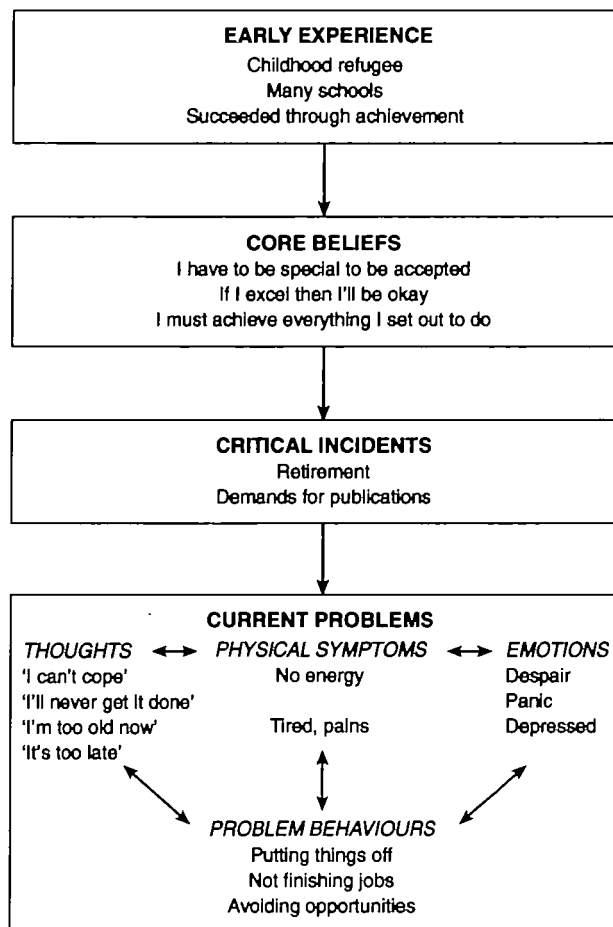 EARLY EXPERIENCE
Childhood refugee
Many schools
Succeeded through achievement
CORE BELIEFS
I have to be special to be accepted
If I excel then I'll be okay
I must achieve everything I set out to do
CRITICAL INCIDENTS
Retirement
Demands for publications
CURRENT PROBLEMS
THOUGHTS
'I can't cope'
'I'll never get it done'
'I'm too old now'
'It's too late'
PHYSICAL SYMPTOMS
No energy
Tired, pains
EMOTIONS
Despair
Panic
Depressed
PROBLEM BEHAVIOURS
Putting things off
Not finishing jobs
Avoiding opportunities